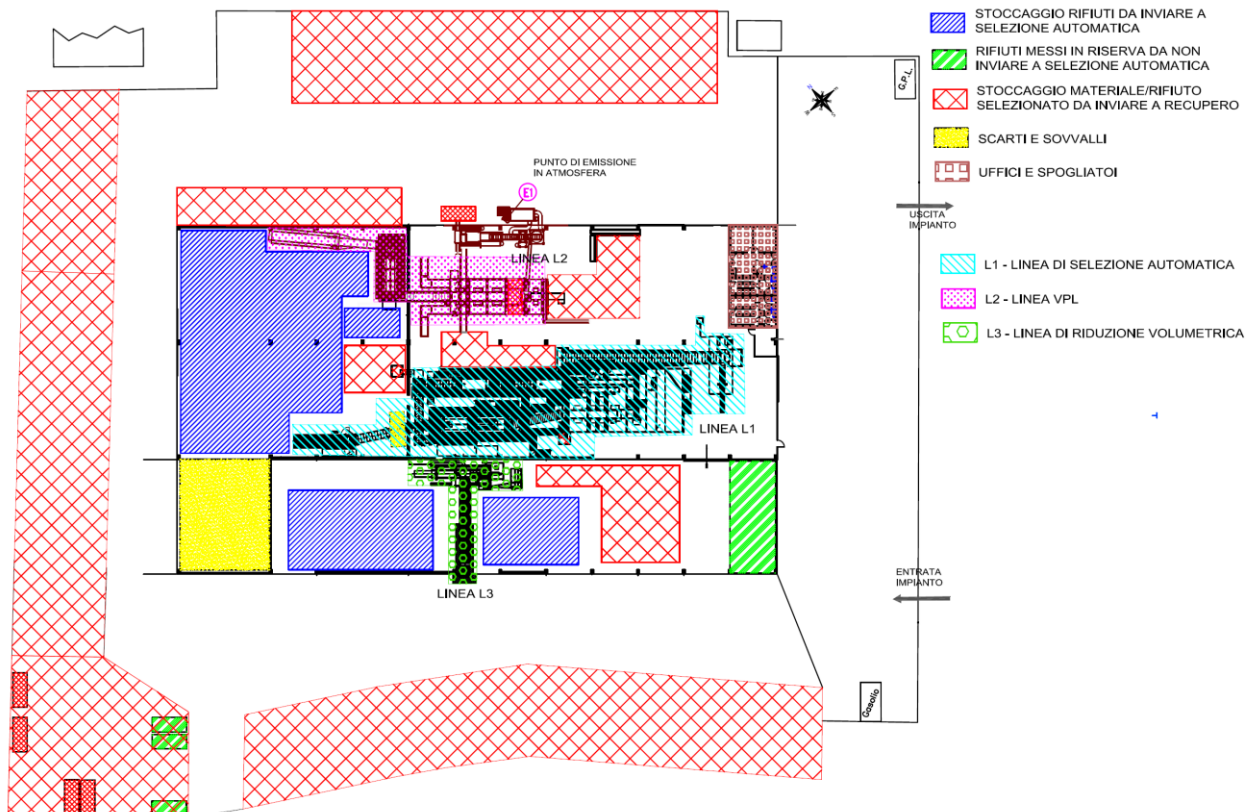 STOCCAGGIO RIFIUTI DA INVIARE A
SELEZIONE AUTOMATICA
RIFIUTI MESSI IN RISERVA DA NON
INVIARE A SELEZIONE AUTOMATICA
STOCCAGGIO MATERIALE/RIFIUTO
SELEZIONATO DA INVIARE A RECUPERO
SCARTI E SOVVALLI
UFFICI E SPOGLIATOI
G.P.L.
PUNTO DI EMISSIONE
IN ATMOSFERA
E1
USCITA
IMPIANTO
LINEA L2
L1 - LINEA DI SELEZIONE AUTOMATICA
L2 - LINEA VPL
L3 - LINEA DI RIDUZIONE VOLUMETRICA
LINEA L1
ENTRATA
IMPIANTO
LINEA L3
Gasolio